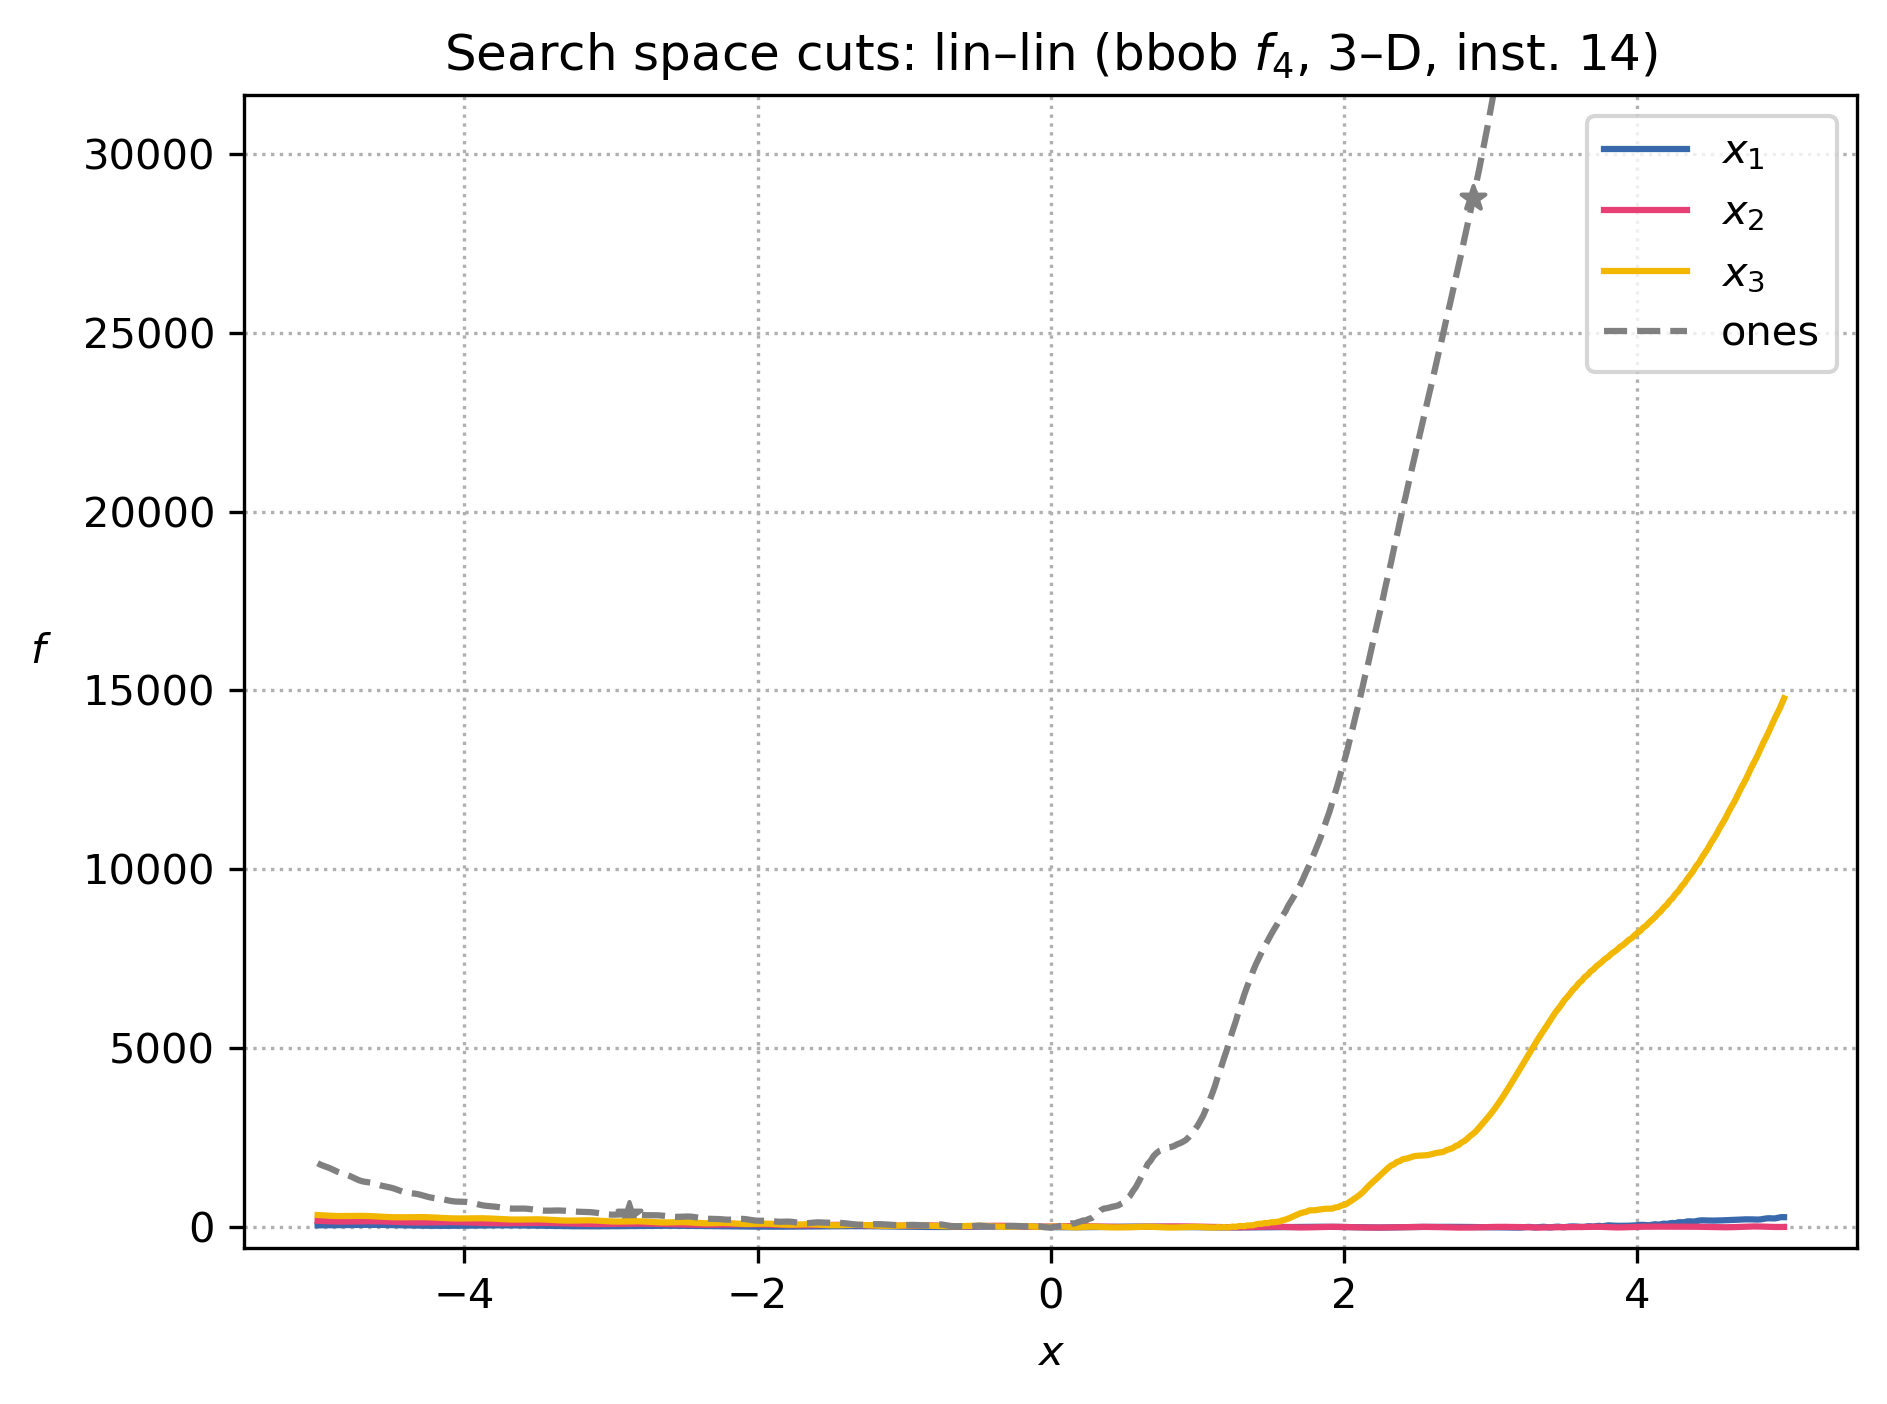 Search space cuts: lin–lin (bbob f₄, 3–D, inst. 14)
30000
25000
20000
15000
10000
5000
0
f
−4
−2
0
2
4
x
x₁
x₂
x₃
ones